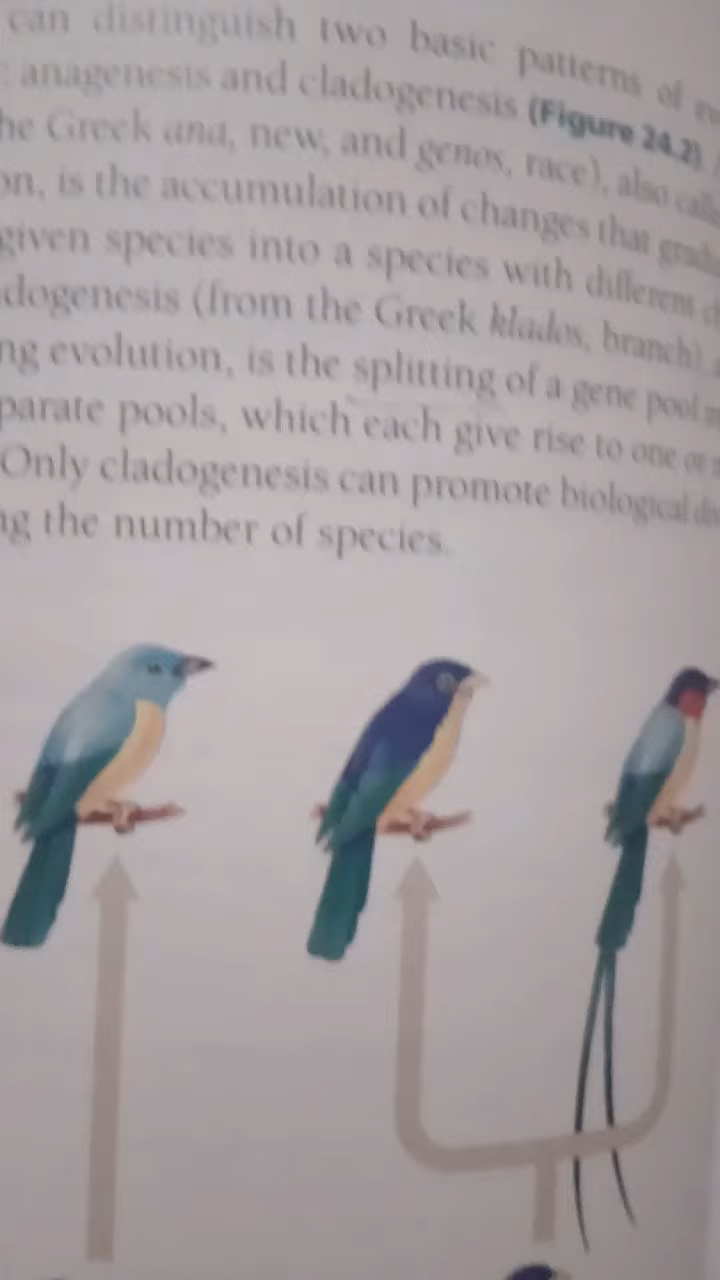 can distinguish two basic patterns of
: anagenesis and cladogenesis (Figure 24.2)
he Greek ana, new, and genos, race), also
on, is the accumulation of changes that
given species into a species with different
dogenesis (from the Greek klados, branch),
ng evolution, is the splitting of a gene pool
parate pools, which each give rise to one or
Only cladogenesis can promote biological
ng the number of species.